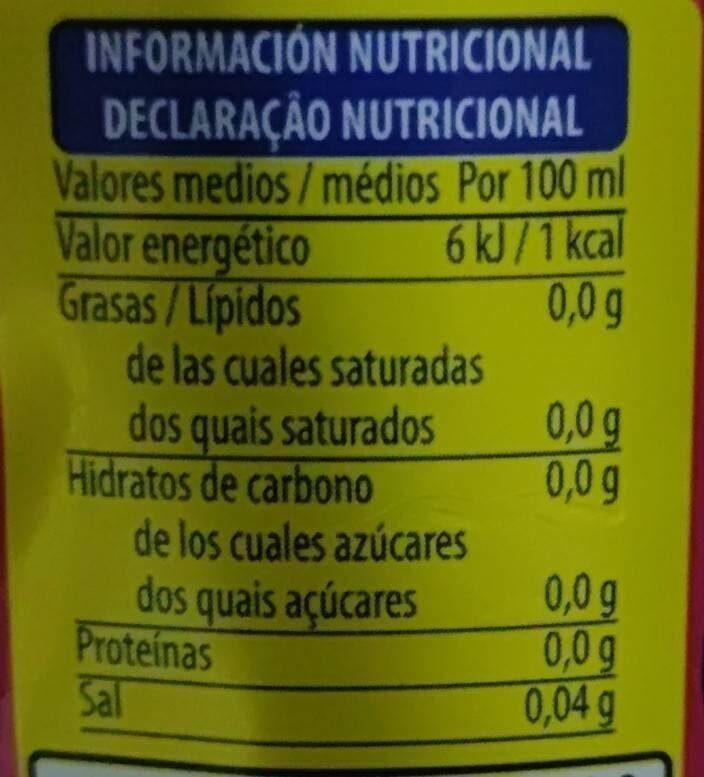 INFORMACIÓN NUTRICIONAL
DECLARAÇÃO NUTRICIONAL
Valores medios / médios Por 100 ml
Valor energético 6 kJ / 1 kcal
Grasas / Lípidos 0,0 g
de las cuales saturadas
dos quais saturados 0,0 g
Hidratos de carbono 0,0 g
de los cuales azúcares
dos quais açúcares 0,0 g
Proteínas 0,0 g
Sal 0,04 g